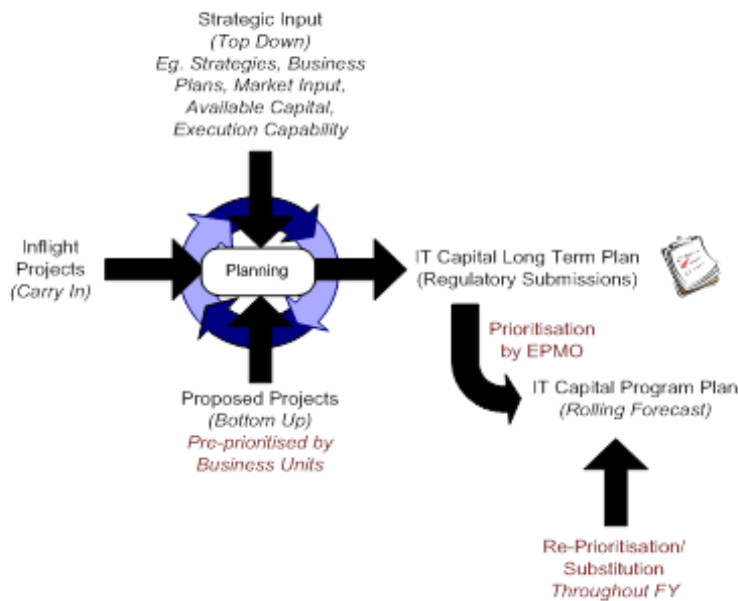 Strategic Input
(Top Down)
Eg. Strategies, Business
Plans, Market Input,
Available Capital,
Execution Capability
Inflight
Projects
(Carry In)
Planning
IT Capital Long Term Plan
(Regulatory Submissions)
Prioritisation
by EPMO
Proposed Projects
(Bottom Up)
Pre-prioritised by
Business Units
IT Capital Program Plan
(Rolling Forecast)
Re-Prioritisation/
Substitution
Throughout FY